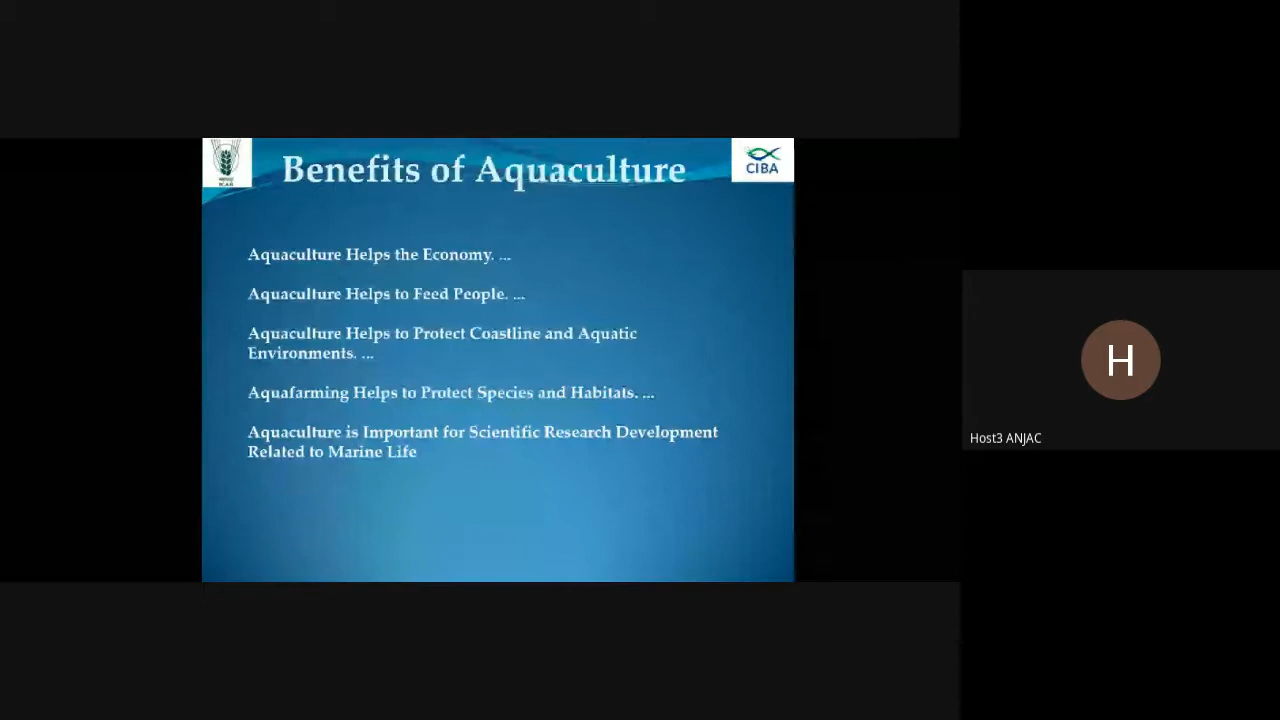 Benefits of Aquaculture
CIBA
ICAR
Aquaculture Helps the Economy. ...
Aquaculture Helps to Feed People. ...
Aquaculture Helps to Protect Coastline and Aquatic
Environments. ...
Aquafarming Helps to Protect Species and Habitats. ...
Aquaculture is Important for Scientific Research Development
Related to Marine Life
H
Host3 ANJAC